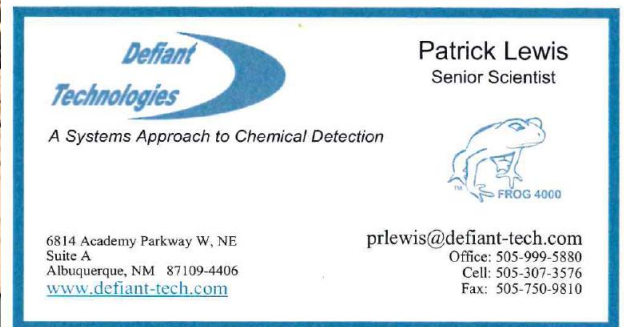 Defiant
Technologies
A Systems Approach to Chemical Detection
Patrick Lewis
Senior Scientist
™ FROG 4000
6814 Academy Parkway W, NE
Suite A
Albuquerque, NM 87109-4406
www.defiant-tech.com
prlewis@defiant-tech.com
Office: 505-999-5880
Cell: 505-307-3576
Fax: 505-750-9810